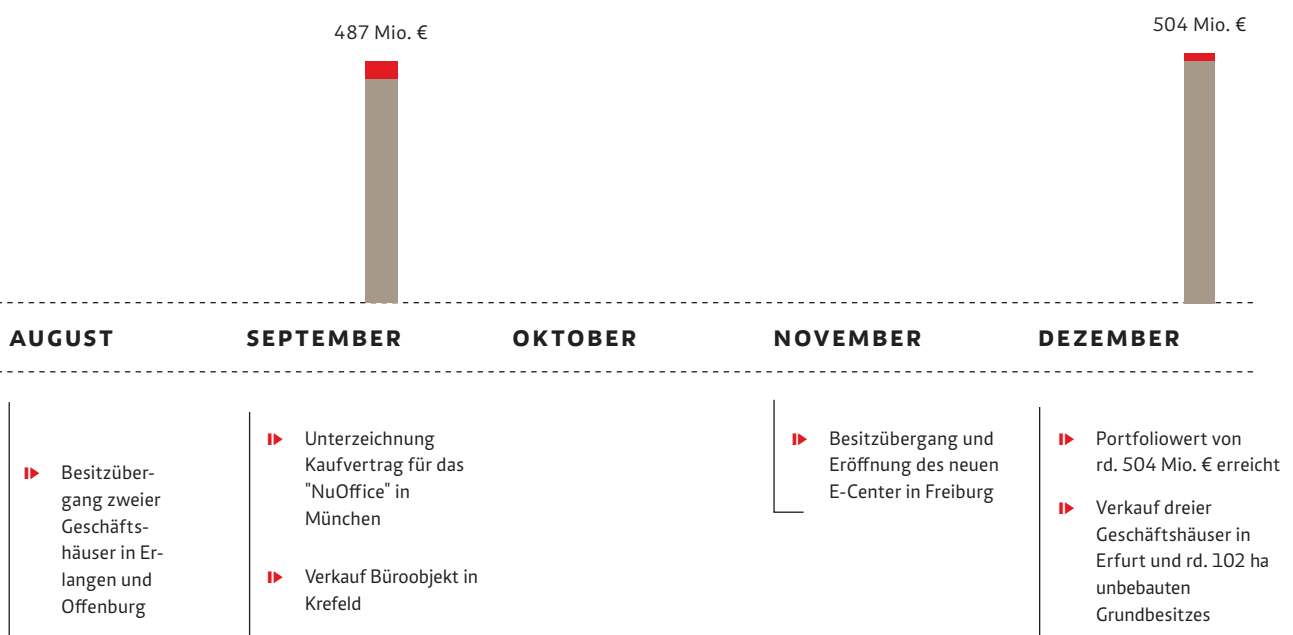 487 Mio. €
504 Mio. €
AUGUST
SEPTEMBER
OKTOBER
NOVEMBER
DEZEMBER
Besitzüber-
gang zweier
Geschäfts-
häuser in Er-
langen und
Offenburg
Unterzeichnung
Kaufvertrag für das
"NuOffice" in
München
Verkauf Büroobjekt in
Krefeld
Besitzübergang und
Eröffnung des neuen
E-Center in Freiburg
Portfoliowert von
rd. 504 Mio. € erreicht
Verkauf dreier
Geschäftshäuser in
Erfurt und rd. 102 ha
unbebauten
Grundbesitzes